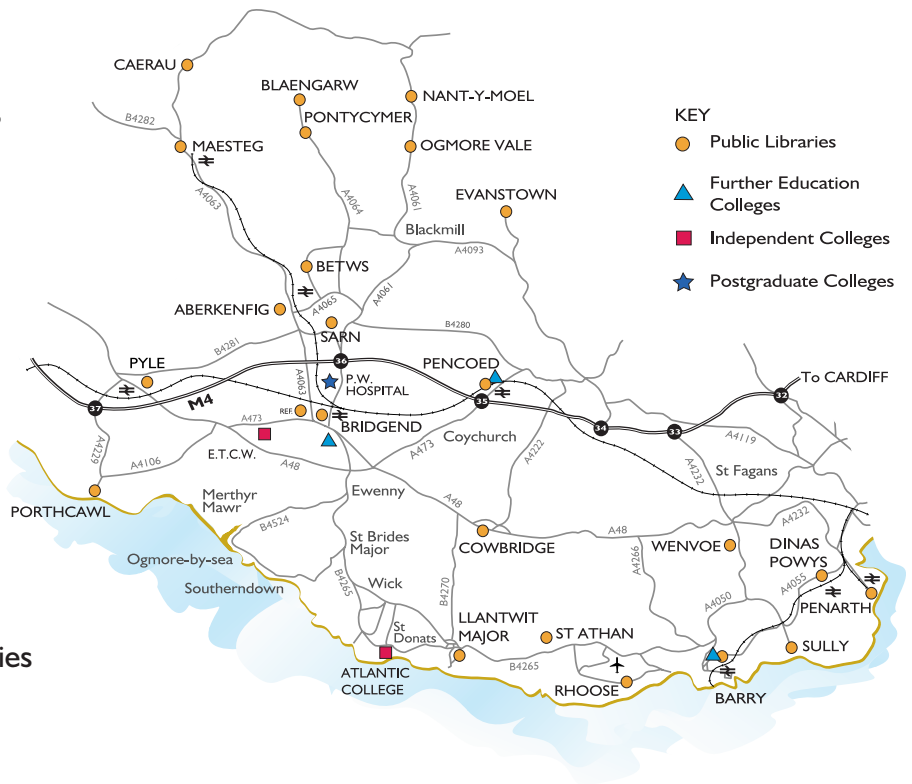 CAERAU
BLAENGARW
NANT-Y-MOEL
PONTYCYMER
B4282
MAESTEG
OGMORE VALE
KEY
Public Libraries
Further Education
Colleges
Independent Colleges
Postgraduate Colleges
A4063
A4064
A4061
EVANSTOWN
Blackmill
A4093
BETWS
A4061
A4065
ABERKENFIG
SARN
B4280
B4281
PYLE
36
PENCOED
P.W.
HOSPITAL
To CARDIFF
32
M4
37
A4063
35
REF.
BRIDGEND
34
33
A473
A4229
E.T.C.W.
A48
A473
Coychurch
A4222
A4119
A4106
A4232
St Fagans
PORTHCAWL
Merthyr
Mawr
Ewenny
A48
B4524
A48
A4232
COWBRIDGE
WENVOE
DINAS
POWYS
St Brides
Major
Ogmore-by-sea
A4266
Southerndown
B4265
Wick
B4270
A4055
A4050
PENARTH
St
Donats
LLANTWIT
MAJOR
ST ATHAN
SULLY
ies
B4265
ATLANTIC
COLLEGE
RHOOSE
BARRY